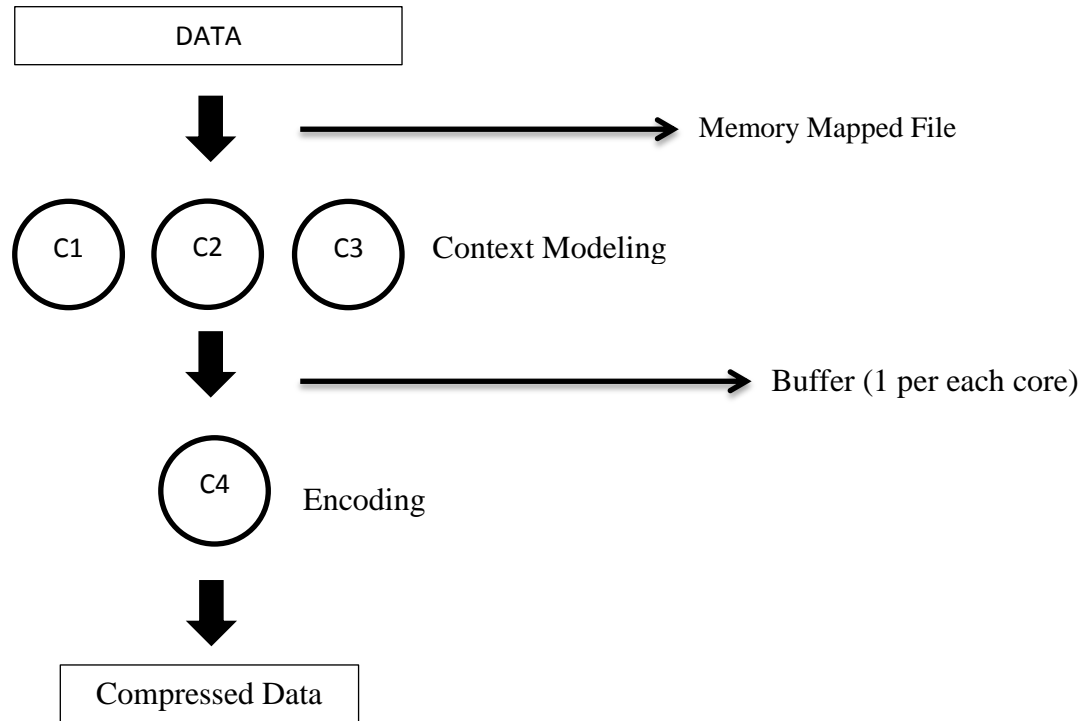 DATA
Memory Mapped File
C1
C2
C3
Context Modeling
Buffer (1 per each core)
C4
Encoding
Compressed Data